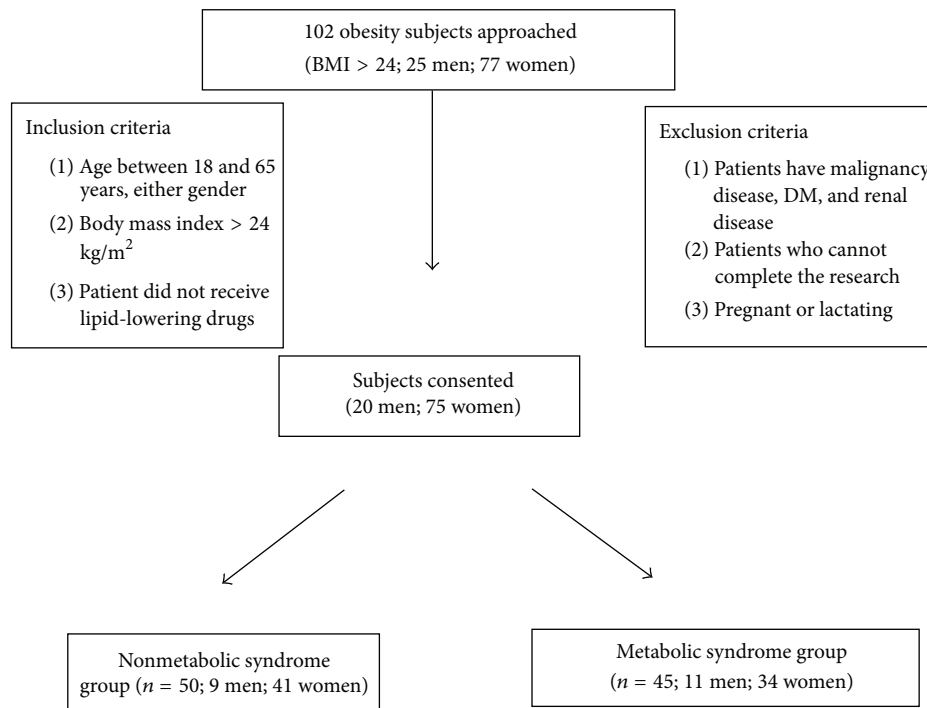 102 obesity subjects approached
(BMI > 24; 25 men; 77 women)
Inclusion criteria
(1) Age between 18 and 65
years, either gender
(2) Body mass index > 24
kg/m²
(3) Patient did not receive
lipid-lowering drugs
Exclusion criteria
(1) Patients have malignancy
disease, DM, and renal
disease
(2) Patients who cannot
complete the research
(3) Pregnant or lactating
Subjects consented
(20 men; 75 women)
Nonmetabolic syndrome
group (n = 50; 9 men; 41 women)
Metabolic syndrome group
(n = 45; 11 men; 34 women)